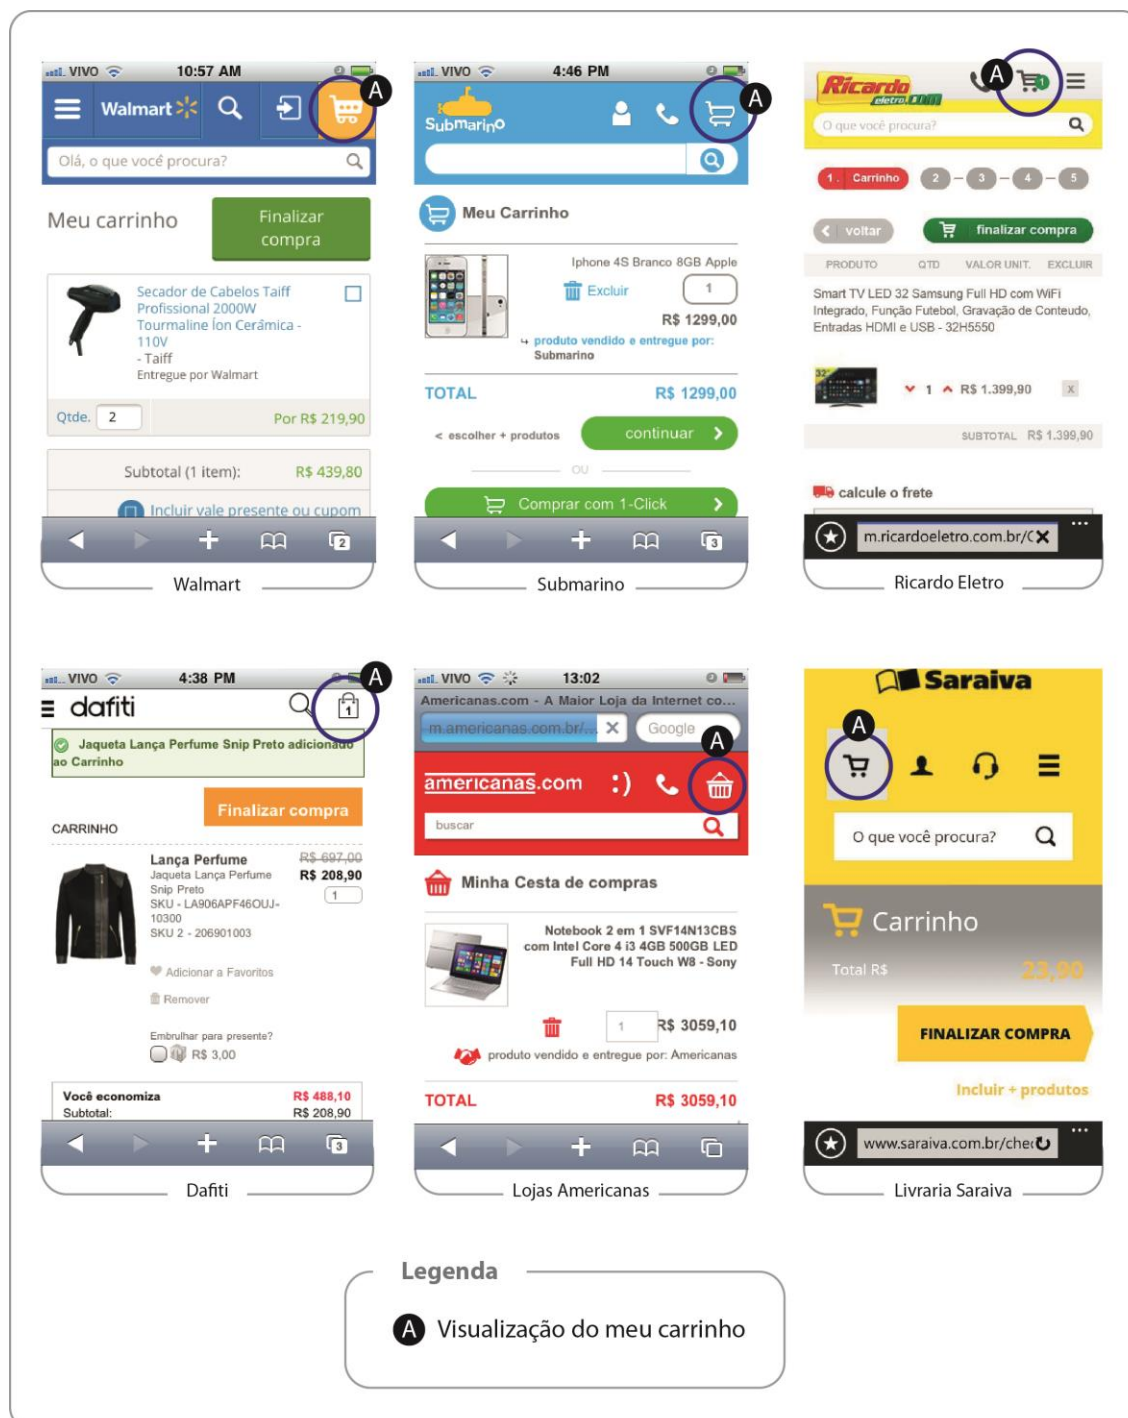 VIVO 10:57 AM
A
Walmart
Olá, o que você procura?
Meu carrinho
Finalizar
compra
Secador de Cabelos Taiff
Profissional 2000W
Tourmaline Íon Cerâmica -
110V
- Taiff
Entregue por Walmart
Qtde. 2 Por R$ 219,90
Subtotal (1 item): R$ 439,80
Incluir vale presente ou cupom
2
Walmart
VIVO 4:46 PM
A
Submarino
Meu Carrinho
Iphone 4S Branco 8GB Apple
Excluir 1
R$ 1299,00
produto vendido e entregue por:
Submarino
TOTAL R$ 1299,00
< escolher + produtos continuar
OU
Comprar com 1-Click
3
Submarino
A
Ricardo
eletro.com
1
O que você procura?
1. Carrinho 2 – 3 – 4 – 5
voltar finalizar compra
PRODUTO QTD VALOR UNIT. EXCLUIR
Smart TV LED 32 Samsung Full HD com WiFi
Integrado, Função Futebol, Gravação de Conteudo,
Entradas HDMI e USB - 32H5550
32"
1 R$ 1.399,90 X
SUBTOTAL R$ 1.399,90
calcule o frete
m.ricardoeletro.com.br/C
Ricardo Eletro
VIVO 4:38 PM
A
dafiti 1
Jaqueta Lança Perfume Snip Preto adicionado
ao Carrinho
Finalizar compra
CARRINHO
Lança Perfume R$ 697,00
Jaqueta Lança Perfume R$ 208,90
Snip Preto 1
SKU - LA906APF46OUJ-
10300
SKU 2 - 206901003
Adicionar a Favoritos
Remover
Embrulhar para presente?
R$ 3,00
Você economiza R$ 488,10
Subtotal: R$ 208,90
3
Dafiti
VIVO 13:02
Americanas.com - A Maior Loja da Internet co...
m.americanas.com.br/... Google
A
americanas.com :)
buscar
Minha Cesta de compras
Notebook 2 em 1 SVF14N13CBS
com Intel Core 4 i3 4GB 500GB LED
Full HD 14 Touch W8 - Sony
1 R$ 3059,10
produto vendido e entregue por: Americanas
TOTAL R$ 3059,10
Lojas Americanas
Saraiva
A
O que você procura?
Carrinho
Total R$ 23,90
FINALIZAR COMPRA
Incluir + produtos
www.saraiva.com.br/chec
Livraria Saraiva
Legenda
A Visualização do meu carrinho